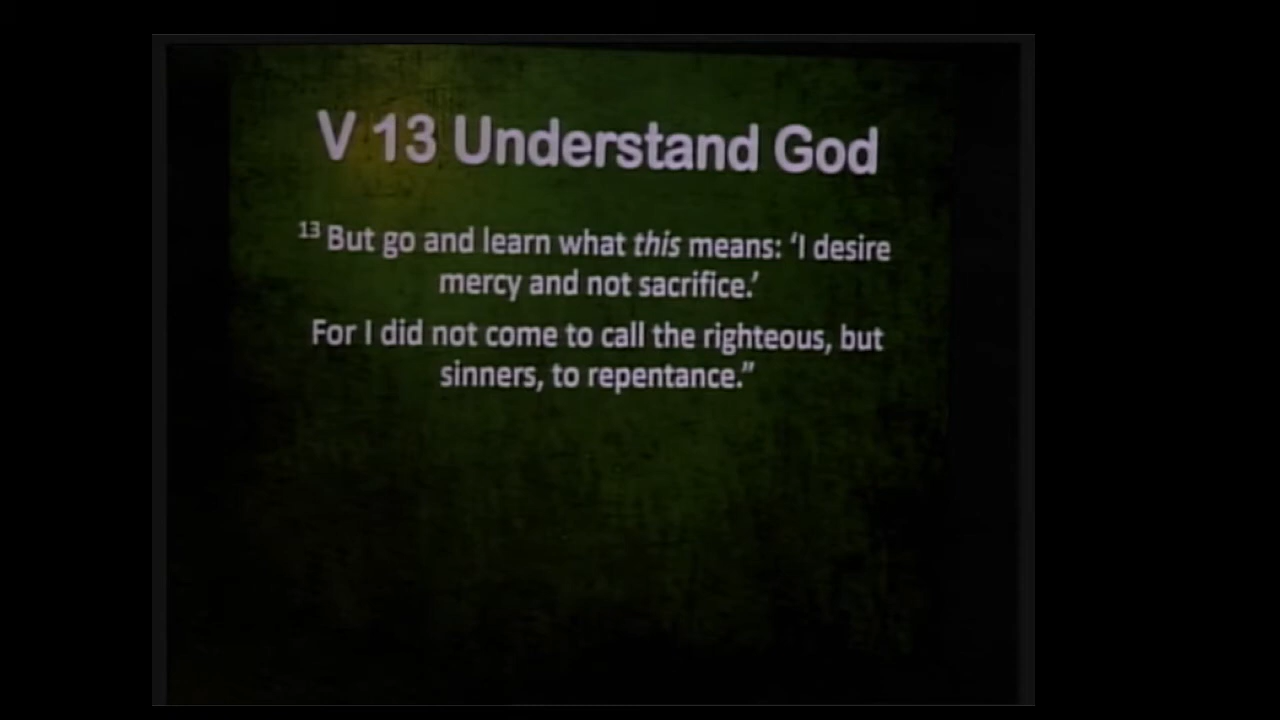 V 13 Understand God
13 But go and learn what this means: ‘I desire
mercy and not sacrifice.’
For I did not come to call the righteous, but
sinners, to repentance.”